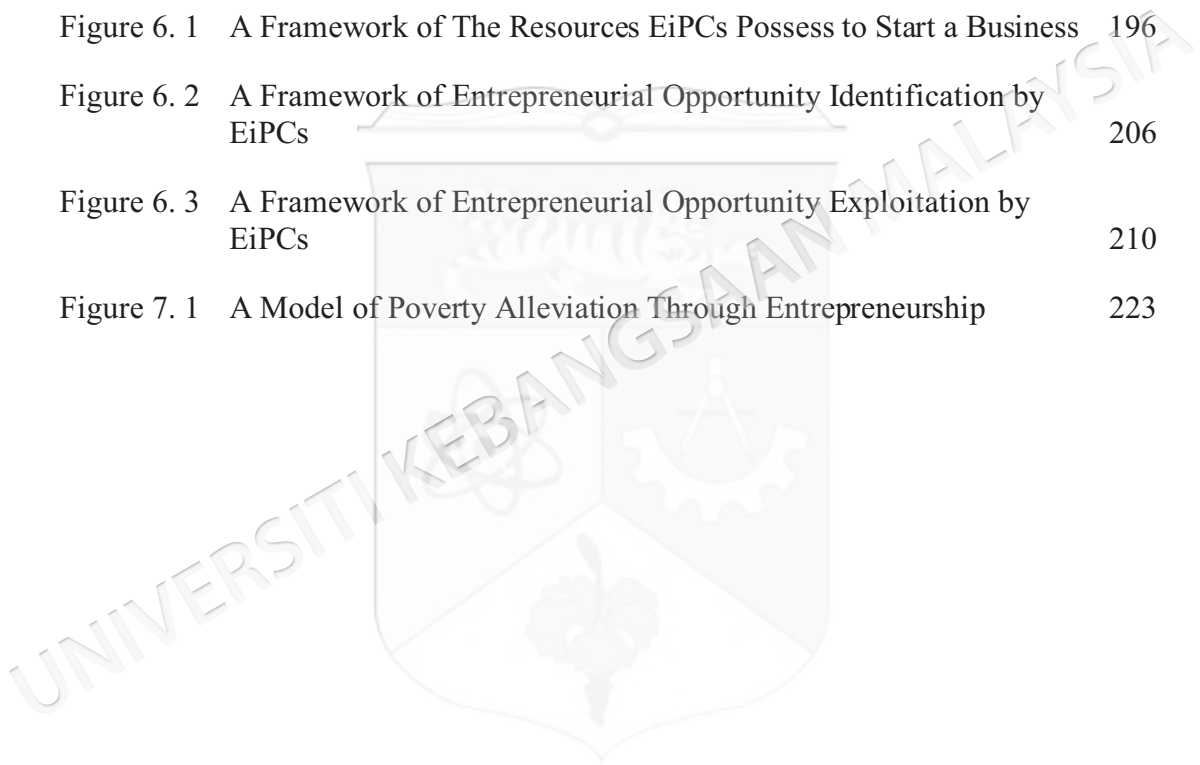 Figure 6. 1 A Framework of The Resources EiPCs Possess to Start a Business 196
Figure 6. 2 A Framework of Entrepreneurial Opportunity Identification by
EiPCs 206
Figure 6. 3 A Framework of Entrepreneurial Opportunity Exploitation by
EiPCs 210
Figure 7. 1 A Model of Poverty Alleviation Through Entrepreneurship 223
UNIVERSITI KEBANGSAAN MALAYSIA